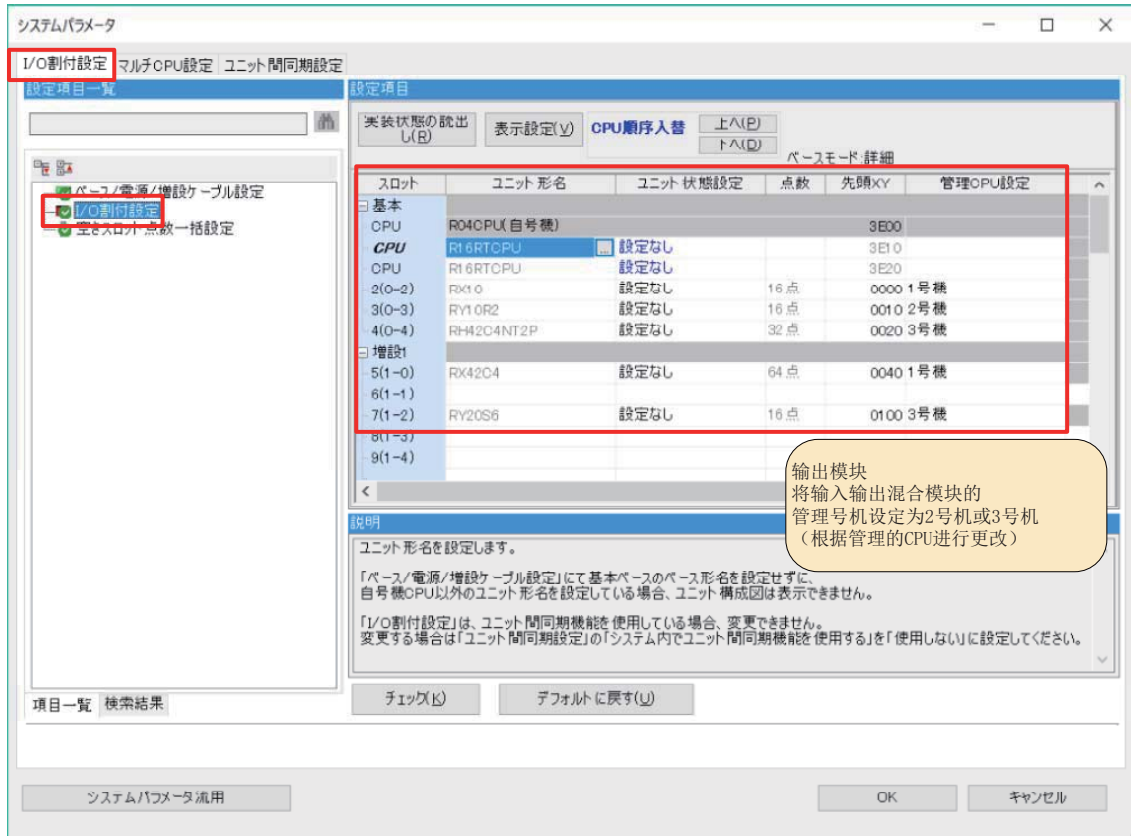 システムパラメータ
I/O割付設定 マルチCPU設定 ユニット間同期設定
設定項目一覧
設定項目
実装状態の読出し(R)
表示設定(V)
CPU順序入替
上へ(P)
下へ(D)
ベースモード:詳細
ベース/電源/増設ケーブル設定
I/O割付設定
空きスロット点数一括設定
スロット ユニット形名 ユニット状態設定 点数 先頭XY 管理CPU設定
基本
CPU R04CPU(自号機) 3E00
CPU R16RTCPU ... 設定なし 3E10
CPU R16RTCPU 設定なし 3E20
2(0-2) RX10 設定なし 16点 0000 1号機
3(0-3) RY10R2 設定なし 16点 0010 2号機
4(0-4) RH42C4NT2P 設定なし 32点 0020 3号機
増設1
5(1-0) RX42C4 設定なし 64点 0040 1号機
6(1-1)
7(1-2) RY20S6 設定なし 16点 0100 3号機
8(1-3)
9(1-4)
输出模块
将输入输出混合模块的
管理号机设定为2号机或3号机
（根据管理的CPU进行更改）
説明
ユニット形名を設定します。
「ベース/電源/増設ケーブル設定」にて基本ベースのベース形名を設定せずに、
自号機CPU以外のユニット形名を設定している場合、ユニット構成図は表示できません。
「I/O割付設定」は、ユニット間同期機能を使用している場合、変更できません。
変更する場合は「ユニット間同期設定」の「システム内でユニット間同期機能を使用する」を「使用しない」に設定してください。
項目一覧 検索結果
チェック(K)
デフォルトに戻す(U)
システムパラメータ流用
OK
キャンセル